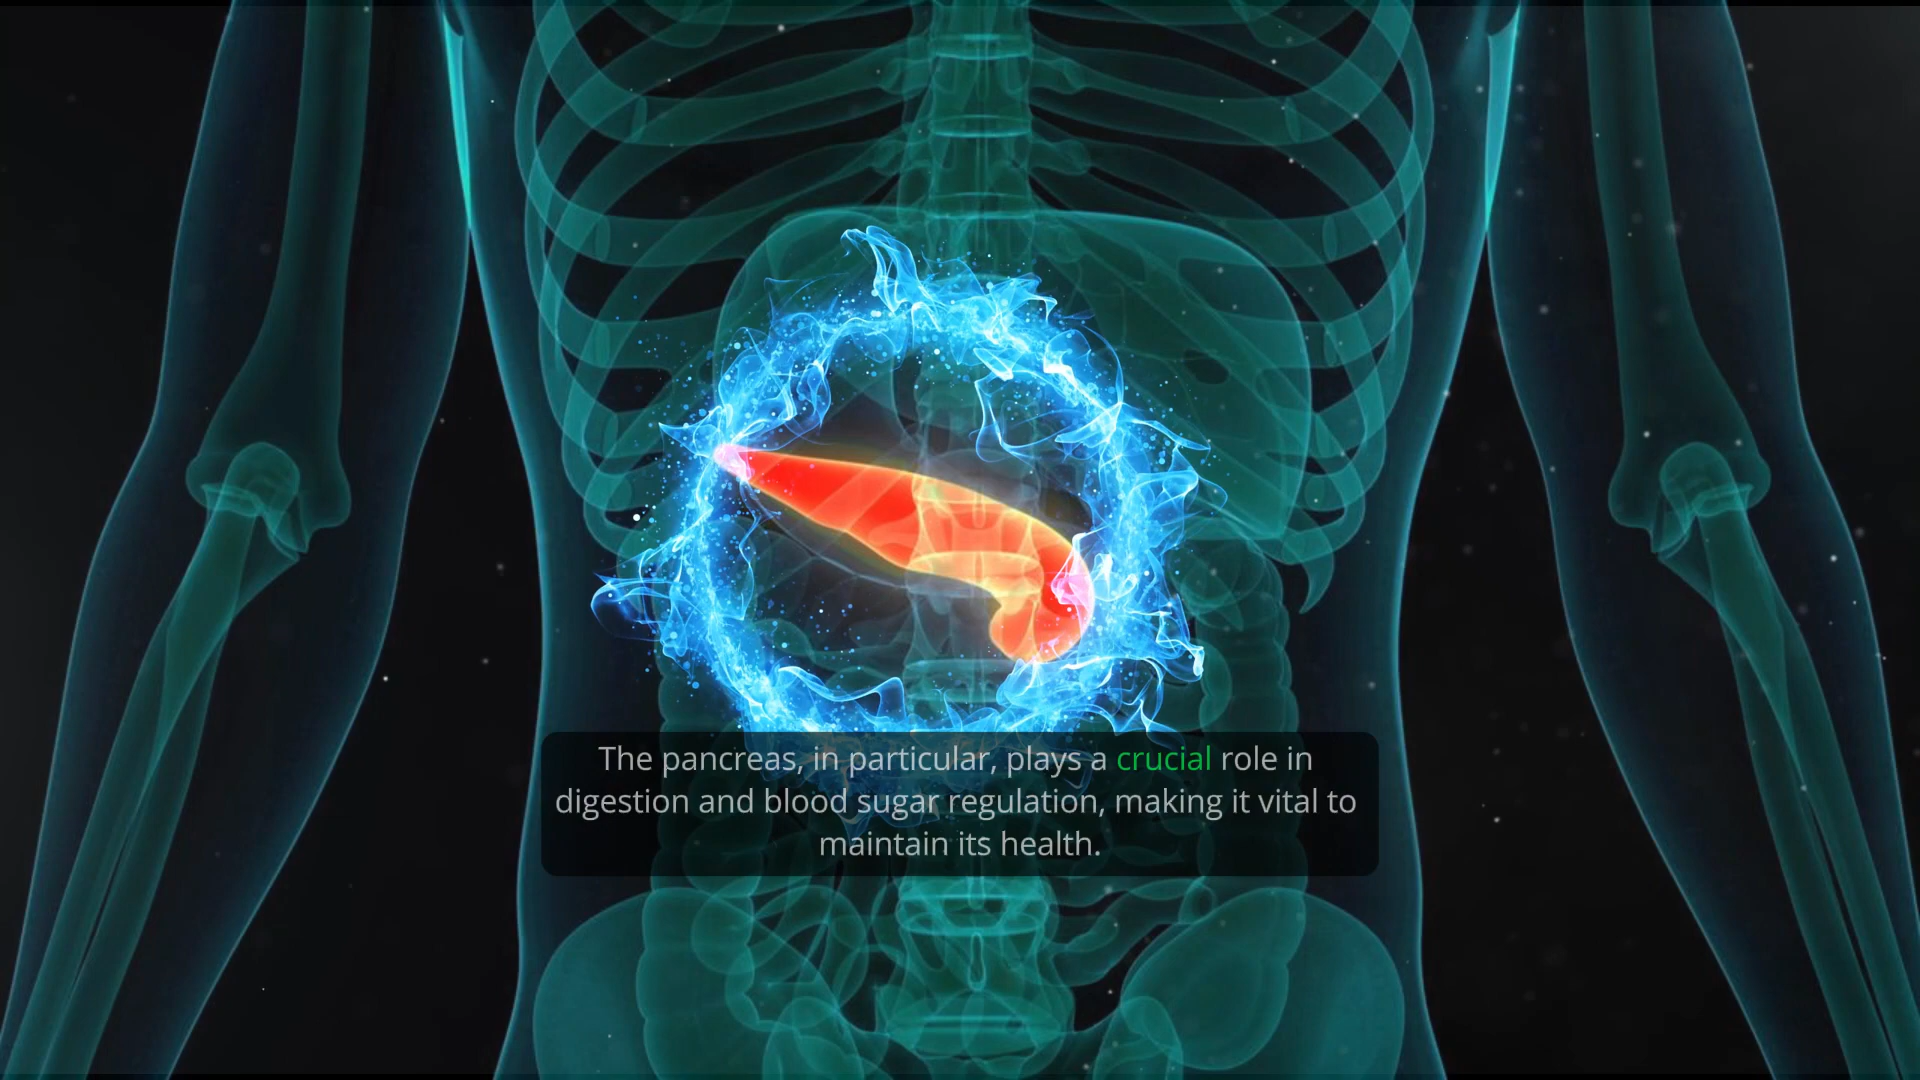 The pancreas, in particular, plays a crucial role in
digestion and blood sugar regulation, making it vital to
maintain its health.